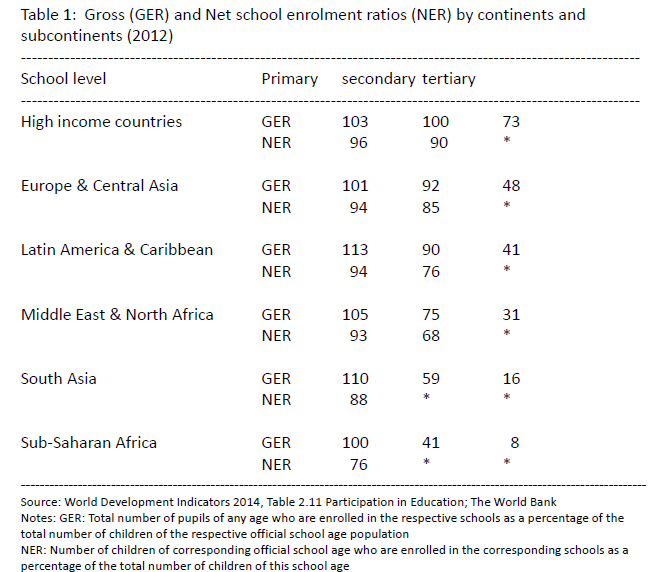 Table 1: Gross (GER) and Net school enrolment ratios (NER) by continents and
subcontinents (2012)
School level Primary secondary tertiary
High income countries GER 103 100 73
NER 96 90 *
Europe & Central Asia GER 101 92 48
NER 94 85 *
Latin America & Caribbean GER 113 90 41
NER 94 76 *
Middle East & North Africa GER 105 75 31
NER 93 68 *
South Asia GER 110 59 16
NER 88 * *
Sub-Saharan Africa GER 100 41 8
NER 76 * *
Source: World Development Indicators 2014, Table 2.11 Participation in Education; The World Bank
Notes: GER: Total number of pupils of any age who are enrolled in the respective schools as a percentage of the
total number of children of the respective official school age population
NER: Number of children of corresponding official school age who are enrolled in the corresponding schools as a
percentage of the total number of children of this school age